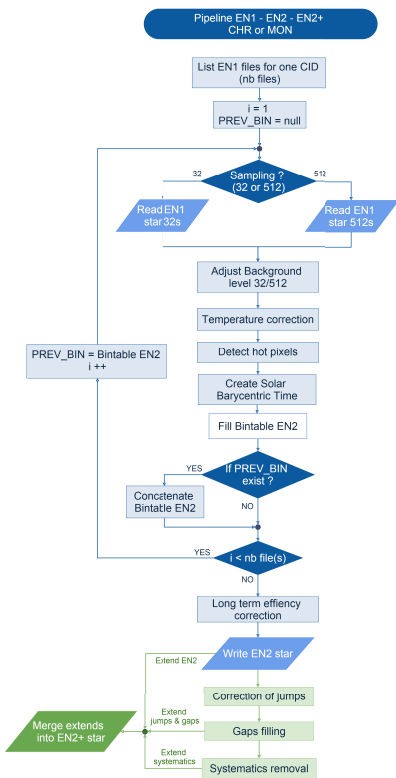 Pipeline EN1 - EN2 - EN2+
CHR or MON
List EN1 files for one CID
(nb files)
i = 1
PREV_BIN = null
32
Sampling ?
(32 or 512)
512
Read EN1
star 32s
Read EN1
star 512s
Adjust Background
level 32/512
Temperature correction
PREV_BIN = Bintable EN2
i ++
Detect hot pixels
Create Solar
Barycentric Time
Fill Bintable EN2
YES
If PREV_BIN
exist ?
Concatenate
Bintable EN2
NO
YES
i < nb file(s)
NO
Long term effiency
correction
Write EN2 star
Extend EN2
Correction of jumps
Extend
jumps & gaps
Merge extends
into EN2+ star
Gaps filling
Extend
systematics
Systematics removal